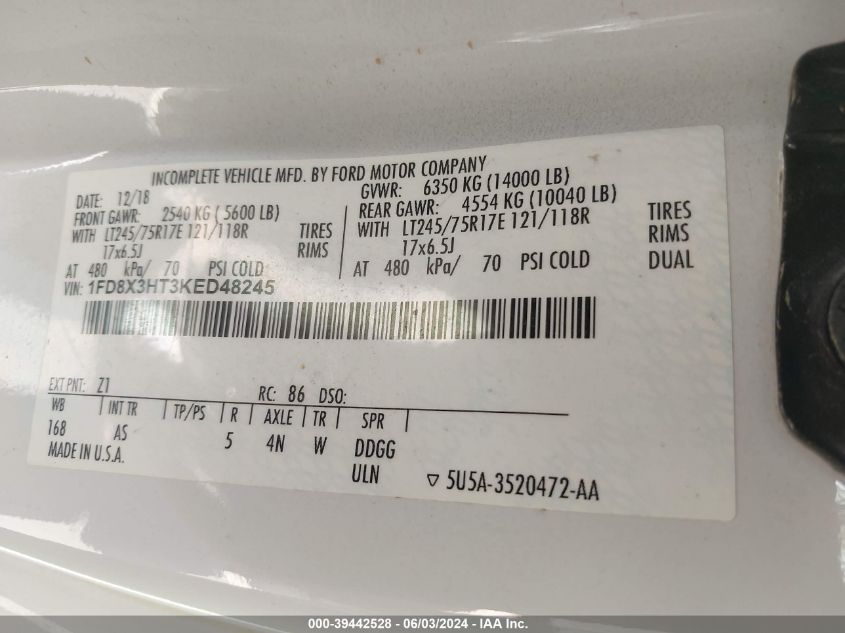 INCOMPLETE VEHICLE MFD. BY FORD MOTOR COMPANY
DATE: 12/18
GVWR: 6350 KG (14000 LB)
FRONT GAWR: 2540 KG ( 5600 LB)
REAR GAWR: 4554 KG (10040 LB)
WITH LT245/75R17E 121/118R TIRES
WITH LT245/75R17E 121/118R TIRES
17x6.5J RIMS
17x6.5J RIMS
AT 480 kPa/ 70 PSI COLD
AT 480 kPa/ 70 PSI COLD DUAL
VIN: 1FD8X3HT3KED48245
EXT PNT: Z1 RC: 86 DSO:
WB INT TR TP/PS R AXLE TR SPR
168 AS 5 4N W DDGG
MADE IN U.S.A. ULN
5U5A-3520472-AA
000-39442528 - 06/03/2024 - IAA Inc.